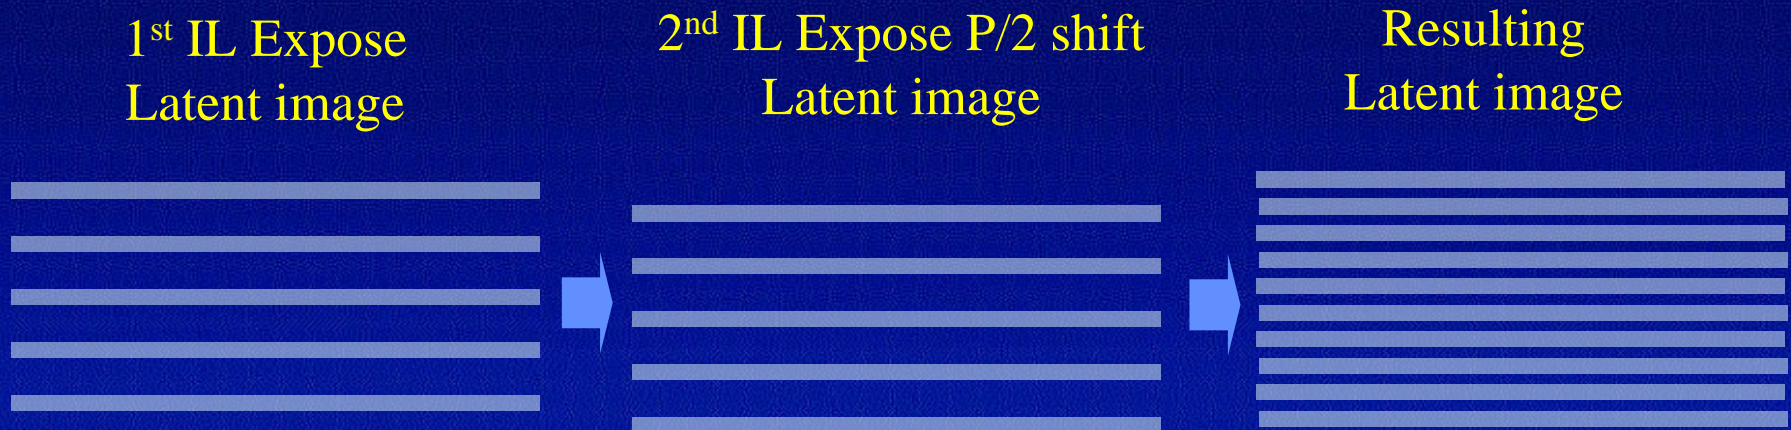 1st IL Expose
Latent image
2nd IL Expose P/2 shift
Latent image
Resulting
Latent image